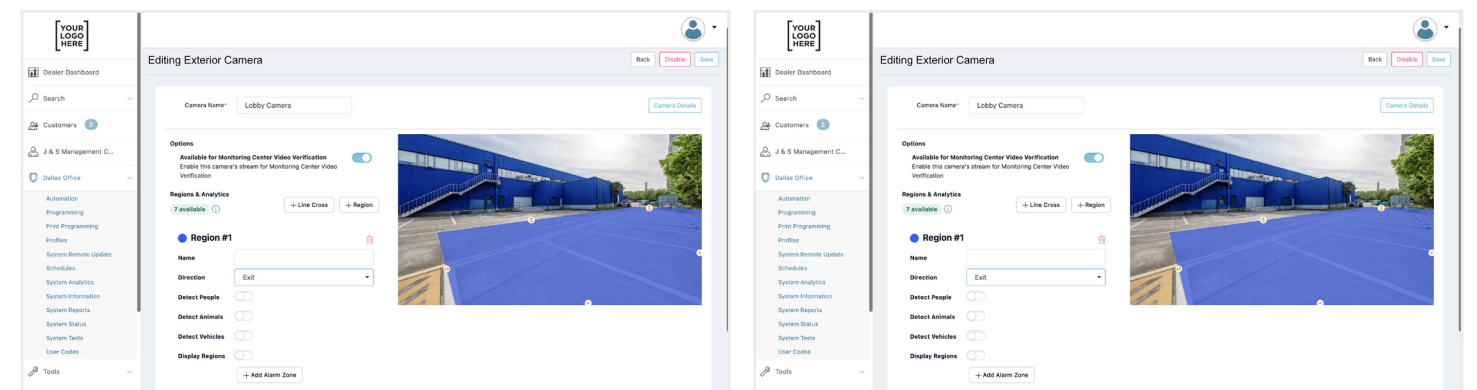 YOUR
LOGO
HERE
Dealer Dashboard
Search
Customers 2
J & S Management C...
Dallas Office
Automation
Programming
Print Programming
Profiles
System Remote Update
Schedules
System Analytics
System Information
System Reports
System Status
System Tests
User Codes
Tools
Editing Exterior Camera
Back Disable Save
Camera Name* Lobby Camera
Camera Details
Options
Available for Monitoring Center Video Verification
Enable this camera's stream for Monitoring Center Video
Verification
Regions & Analytics
7 available + Line Cross + Region
Region #1
Name
Direction Exit
Detect People
Detect Animals
Detect Vehicles
Display Regions
+ Add Alarm Zone
YOUR
LOGO
HERE
Dealer Dashboard
Search
Customers 2
J & S Management C...
Dallas Office
Automation
Programming
Print Programming
Profiles
System Remote Update
Schedules
System Analytics
System Information
System Reports
System Status
System Tests
User Codes
Tools
Editing Exterior Camera
Back Disable Save
Camera Name* Lobby Camera
Camera Details
Options
Available for Monitoring Center Video Verification
Enable this camera's stream for Monitoring Center Video
Verification
Regions & Analytics
7 available + Line Cross + Region
Region #1
Name
Direction Exit
Detect People
Detect Animals
Detect Vehicles
Display Regions
+ Add Alarm Zone